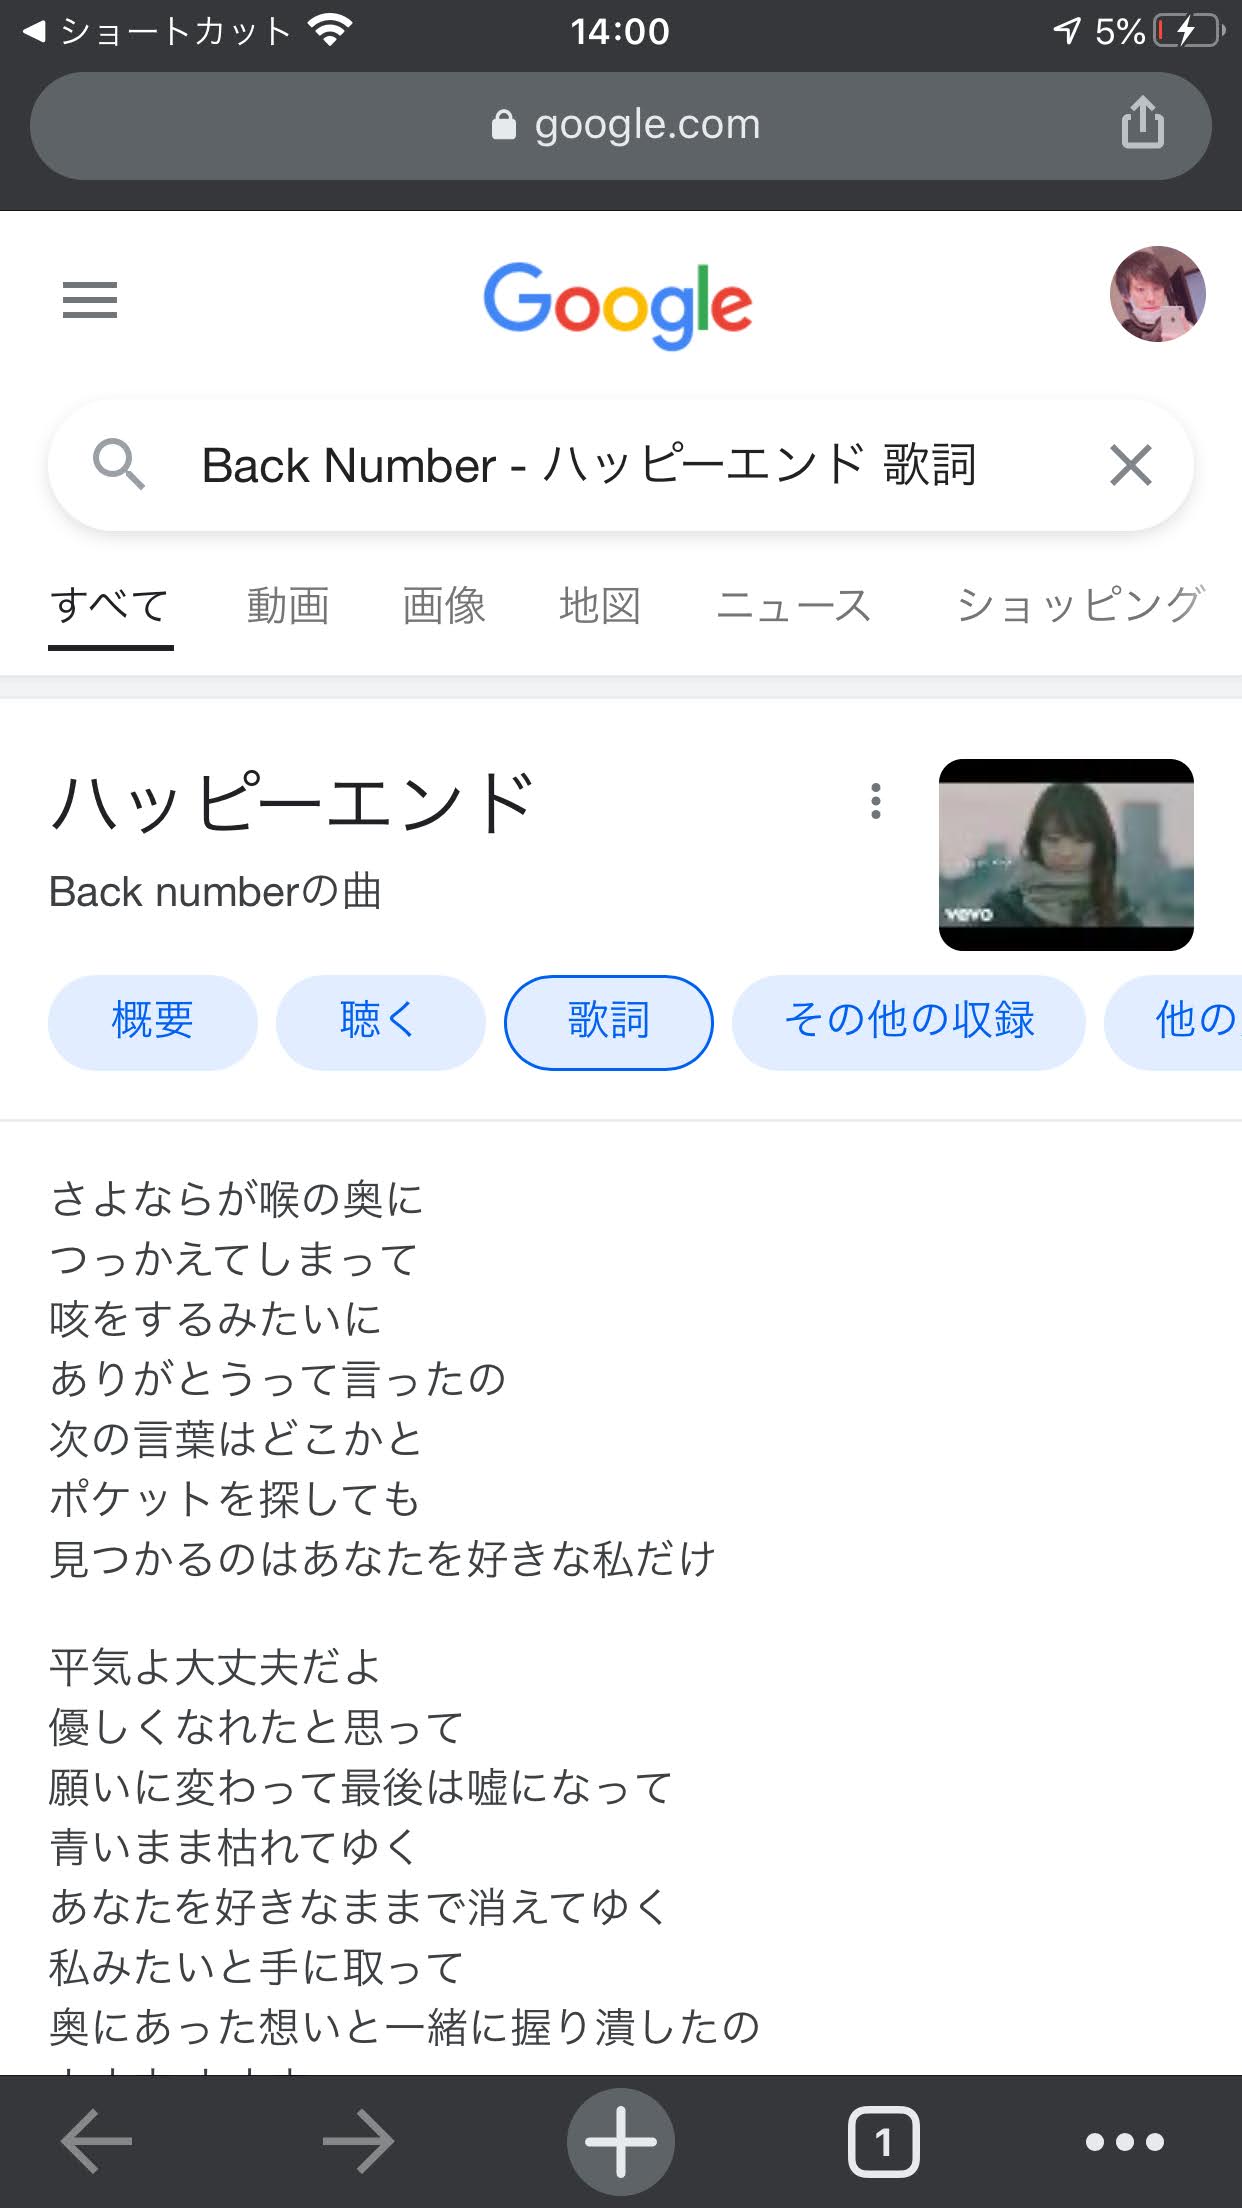 ショートカット 14:00 5%
google.com
Google
Back Number - ハッピーエンド 歌詞
すべて 動画 画像 地図 ニュース ショッピング
ハッピーエンド
Back numberの曲
vevo
概要 聴く 歌詞 その他の収録 他の
さよならが喉の奥に
つっかえてしまって
咳をするみたいに
ありがとうって言ったの
次の言葉はどこかと
ポケットを探しても
見つかるのはあなたを好きな私だけ
平気よ大丈夫だよ
優しくなれたと思って
願いに変わって最後は嘘になって
青いまま枯れてゆく
あなたを好きなままで消えてゆく
私みたいと手に取って
奥にあった想いと一緒に握り潰したの
1